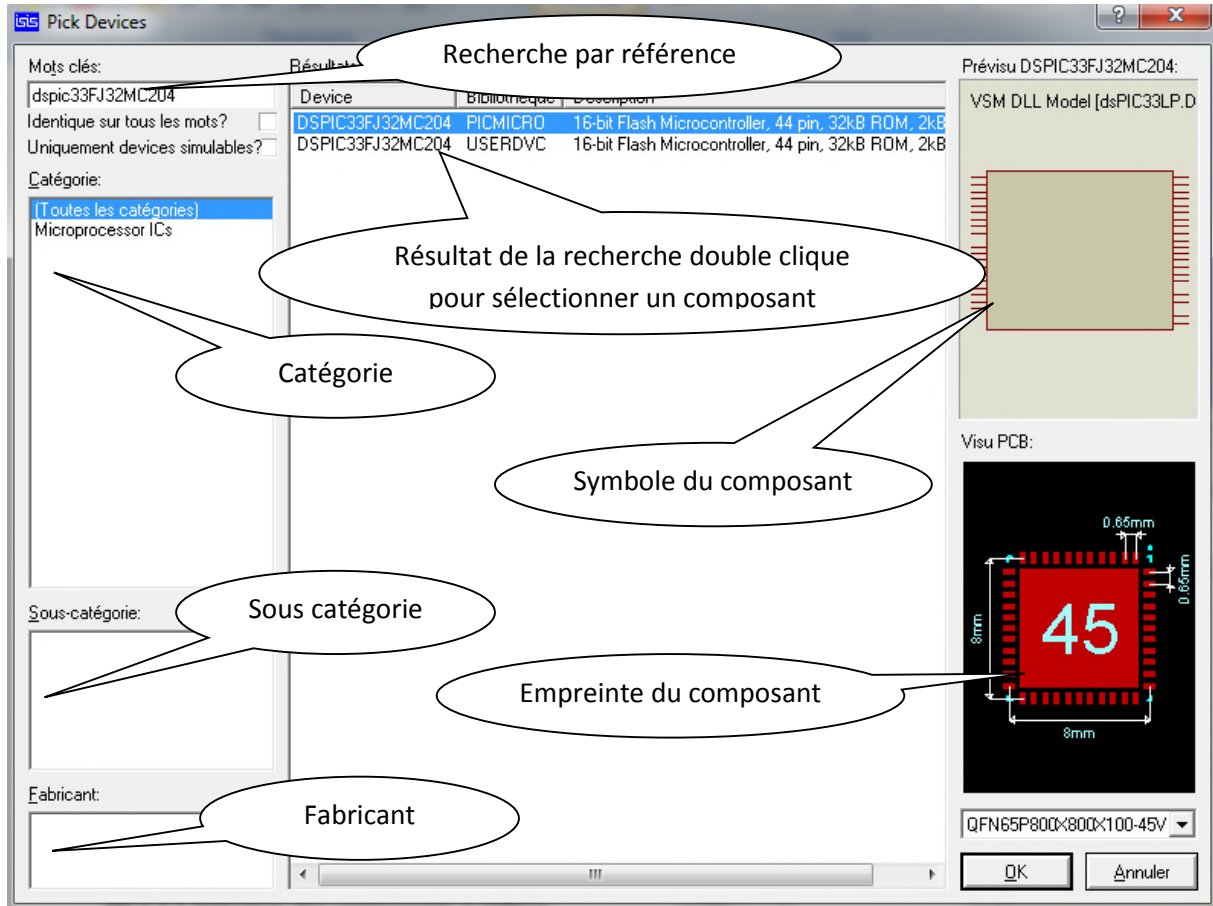 isis Pick Devices
? X
Mots clés:
dspic33FJ32MC204
Identique sur tous les mots?
Uniquement devices simulables?
Catégorie:
(Toutes les catégories)
Microprocessor ICs
Sous-catégorie:
Fabricant:
Recherche par référence
Device Bibliothèque Description
DSPIC33FJ32MC204 PICMICRO 16-bit Flash Microcontroller, 44 pin, 32kB ROM, 2kB
DSPIC33FJ32MC204 USERDVC 16-bit Flash Microcontroller, 44 pin, 32kB ROM, 2kB
Résultat de la recherche double clique
pour sélectionner un composant
Catégorie
Symbole du composant
Sous catégorie
Empreinte du composant
Fabricant
Prévisu DSPIC33FJ32MC204:
VSM DLL Model [dsPIC33LP.D
Visu PCB:
0.65mm
0.65mm
8mm
45
8mm
QFN65P800X800X100-45V
OK Annuler